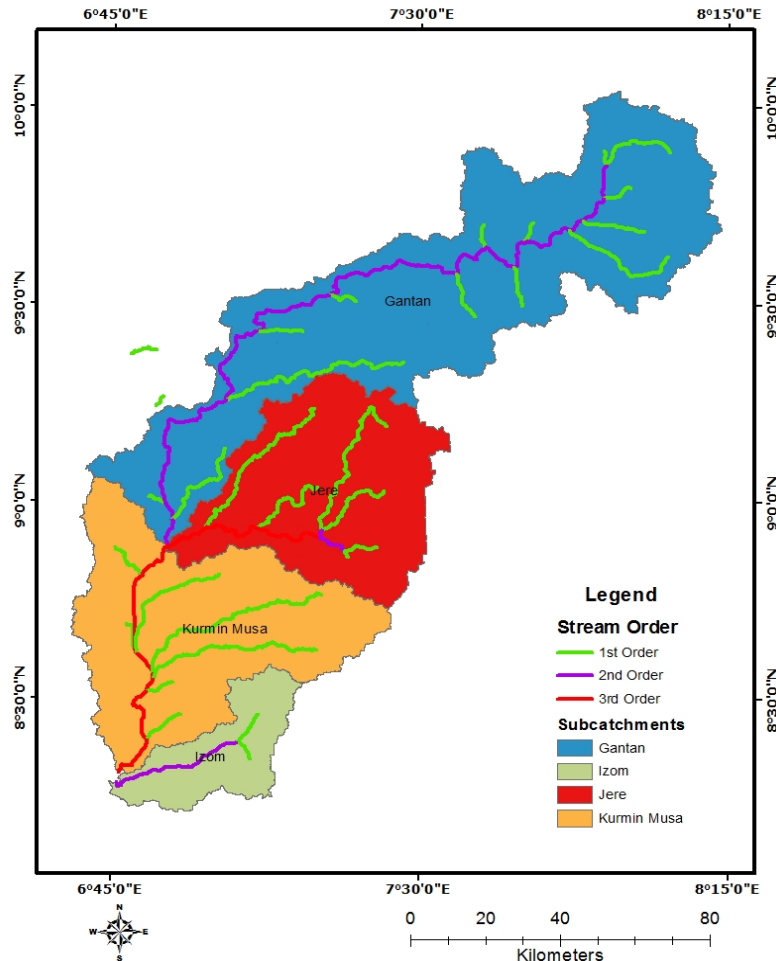 6°45'0"E 7°30'0"E 8°15'0"E
10°0'0"N 10°0'0"N
9°30'0"N 9°30'0"N
Gantan
Jere
9°0'0"N 9°0'0"N
Kurmin Musa
8°30'0"N 8°30'0"N
Izom
Legend
Stream Order
1st Order
2nd Order
3rd Order
Subcatchments
Gantan
Izom
Jere
Kurmin Musa
6°45'0"E 7°30'0"E 8°15'0"E
N
W E
S
0 20 40 60 80
Kilometers